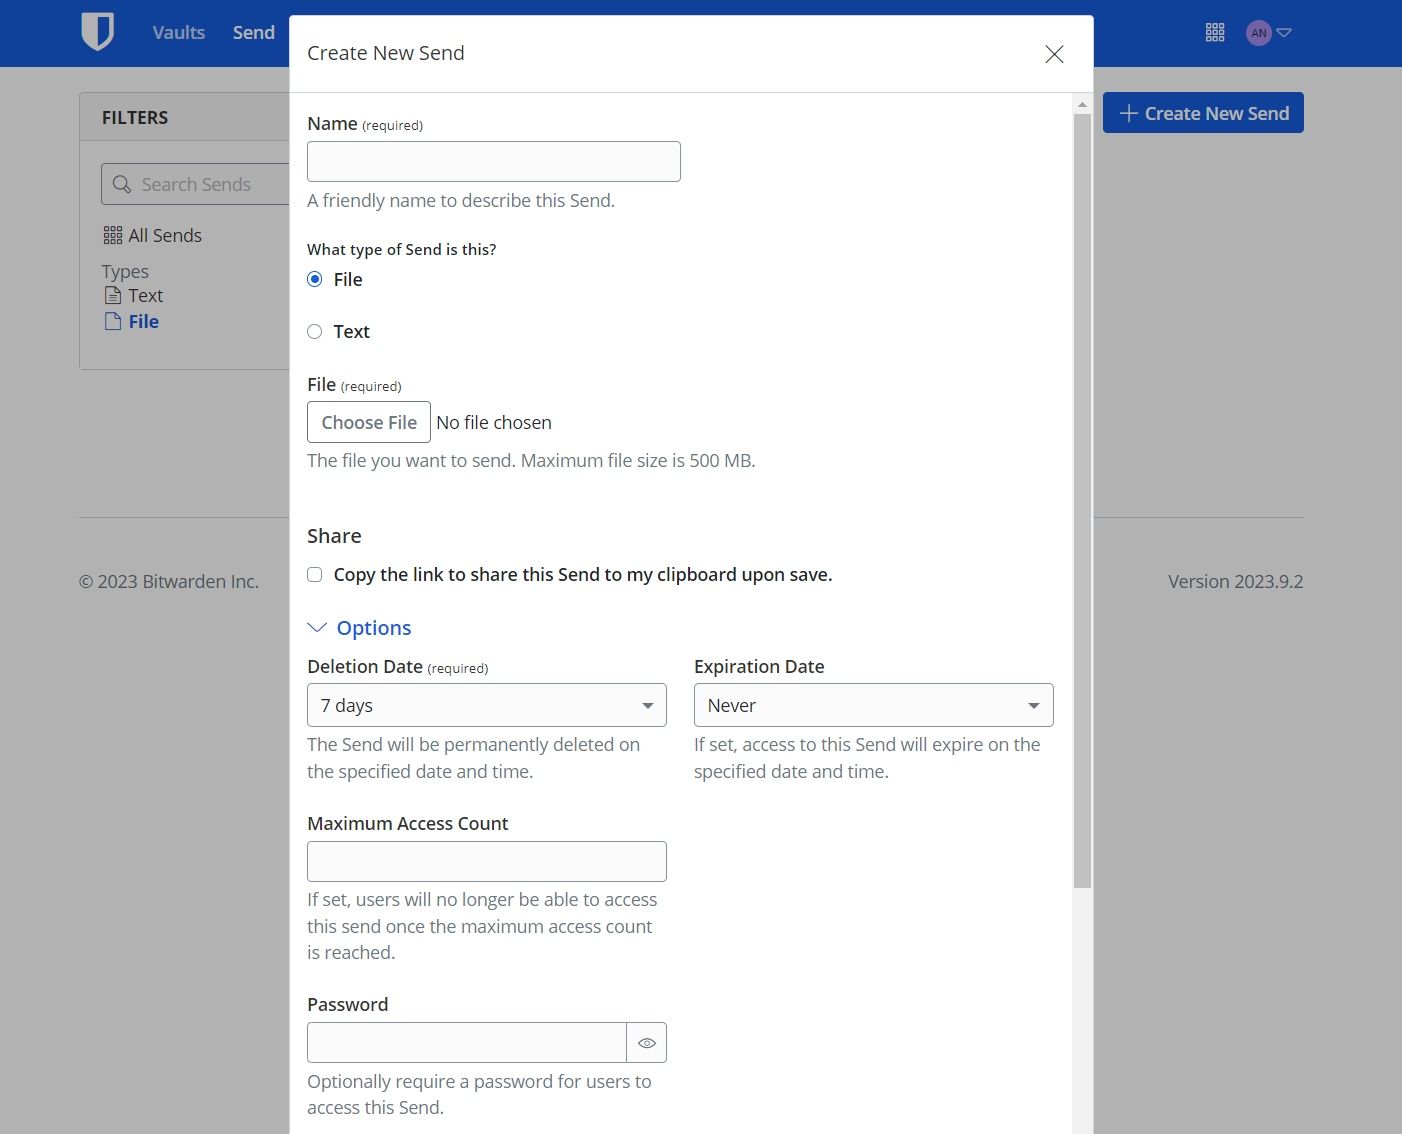 Vaults Send
AN
Create New Send
FILTERS
Search Sends
All Sends
Types
Text
File
Create New Send
Name (required)
A friendly name to describe this Send.
What type of Send is this?
File
Text
File (required)
Choose File No file chosen
The file you want to send. Maximum file size is 500 MB.
Share
Copy the link to share this Send to my clipboard upon save.
Options
Deletion Date (required)
7 days
The Send will be permanently deleted on
the specified date and time.
Expiration Date
Never
If set, access to this Send will expire on the
specified date and time.
Maximum Access Count
If set, users will no longer be able to access
this send once the maximum access count
is reached.
Password
Optionally require a password for users to
access this Send.
© 2023 Bitwarden Inc.
Version 2023.9.2